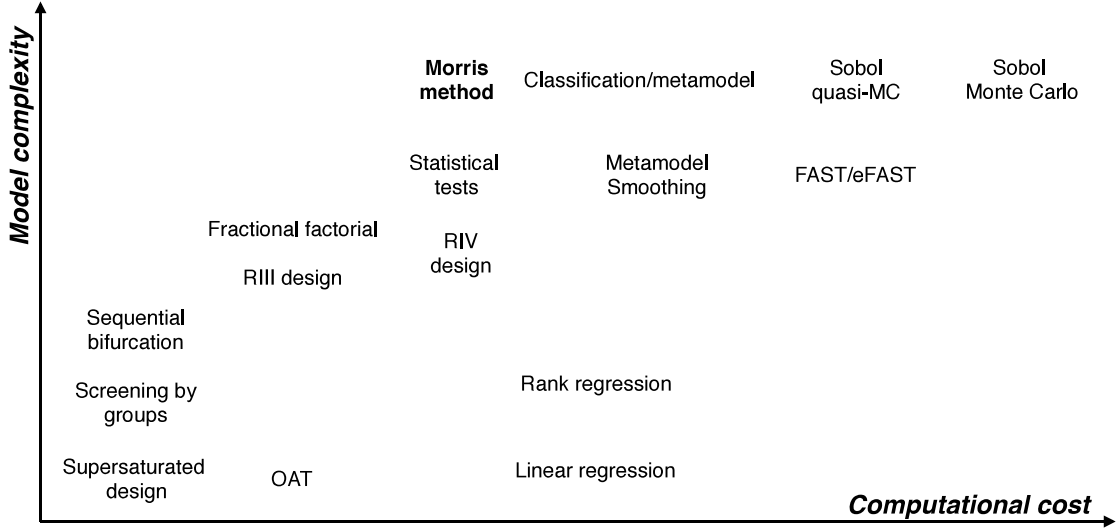 Model complexity
Morris
method
Classification/metamodel
Sobol
quasi-MC
Sobol
Monte Carlo
Statistical
tests
Metamodel
Smoothing
FAST/eFAST
Fractional factorial
RIV
design
RIII design
Sequential
bifurcation
Screening by
groups
Rank regression
Supersaturated
design
OAT
Linear regression
Computational cost